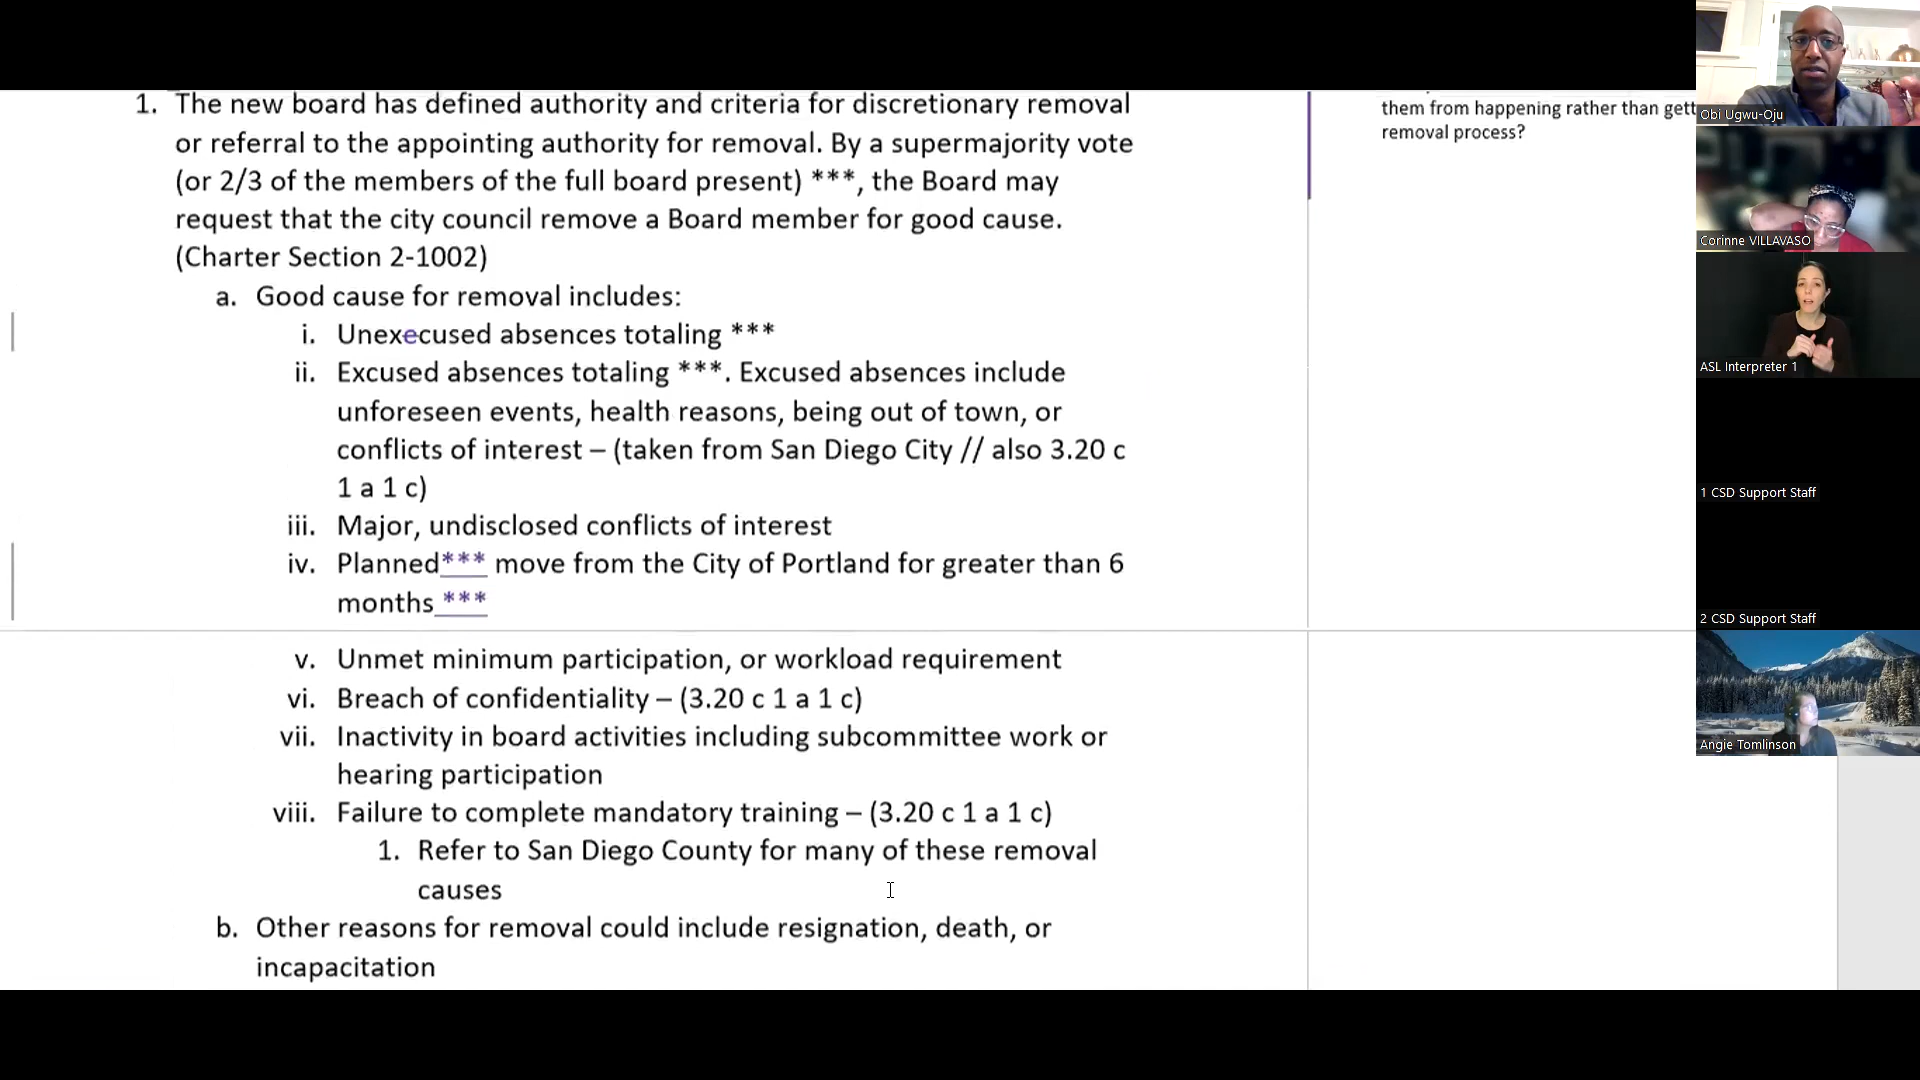 1. The new board has defined authority and criteria for discretionary removal
or referral to the appointing authority for removal. By a supermajority vote
(or 2/3 of the members of the full board present) ***, the Board may
request that the city council remove a Board member for good cause.
(Charter Section 2-1002)
a. Good cause for removal includes:
i. Unexecused absences totaling ***
ii. Excused absences totaling ***. Excused absences include
unforeseen events, health reasons, being out of town, or
conflicts of interest – (taken from San Diego City // also 3.20 c
1 a 1 c)
iii. Major, undisclosed conflicts of interest
iv. Planned*** move from the City of Portland for greater than 6
months ***
v. Unmet minimum participation, or workload requirement
vi. Breach of confidentiality – (3.20 c 1 a 1 c)
vii. Inactivity in board activities including subcommittee work or
hearing participation
viii. Failure to complete mandatory training – (3.20 c 1 a 1 c)
1. Refer to San Diego County for many of these removal
causes
b. Other reasons for removal could include resignation, death, or
incapacitation
them from happening rather than gett
removal process?
Obi Ugwu-Oju
Corinne VILLAVASO
ASL Interpreter 1
1 CSD Support Staff
2 CSD Support Staff
Angie Tomlinson